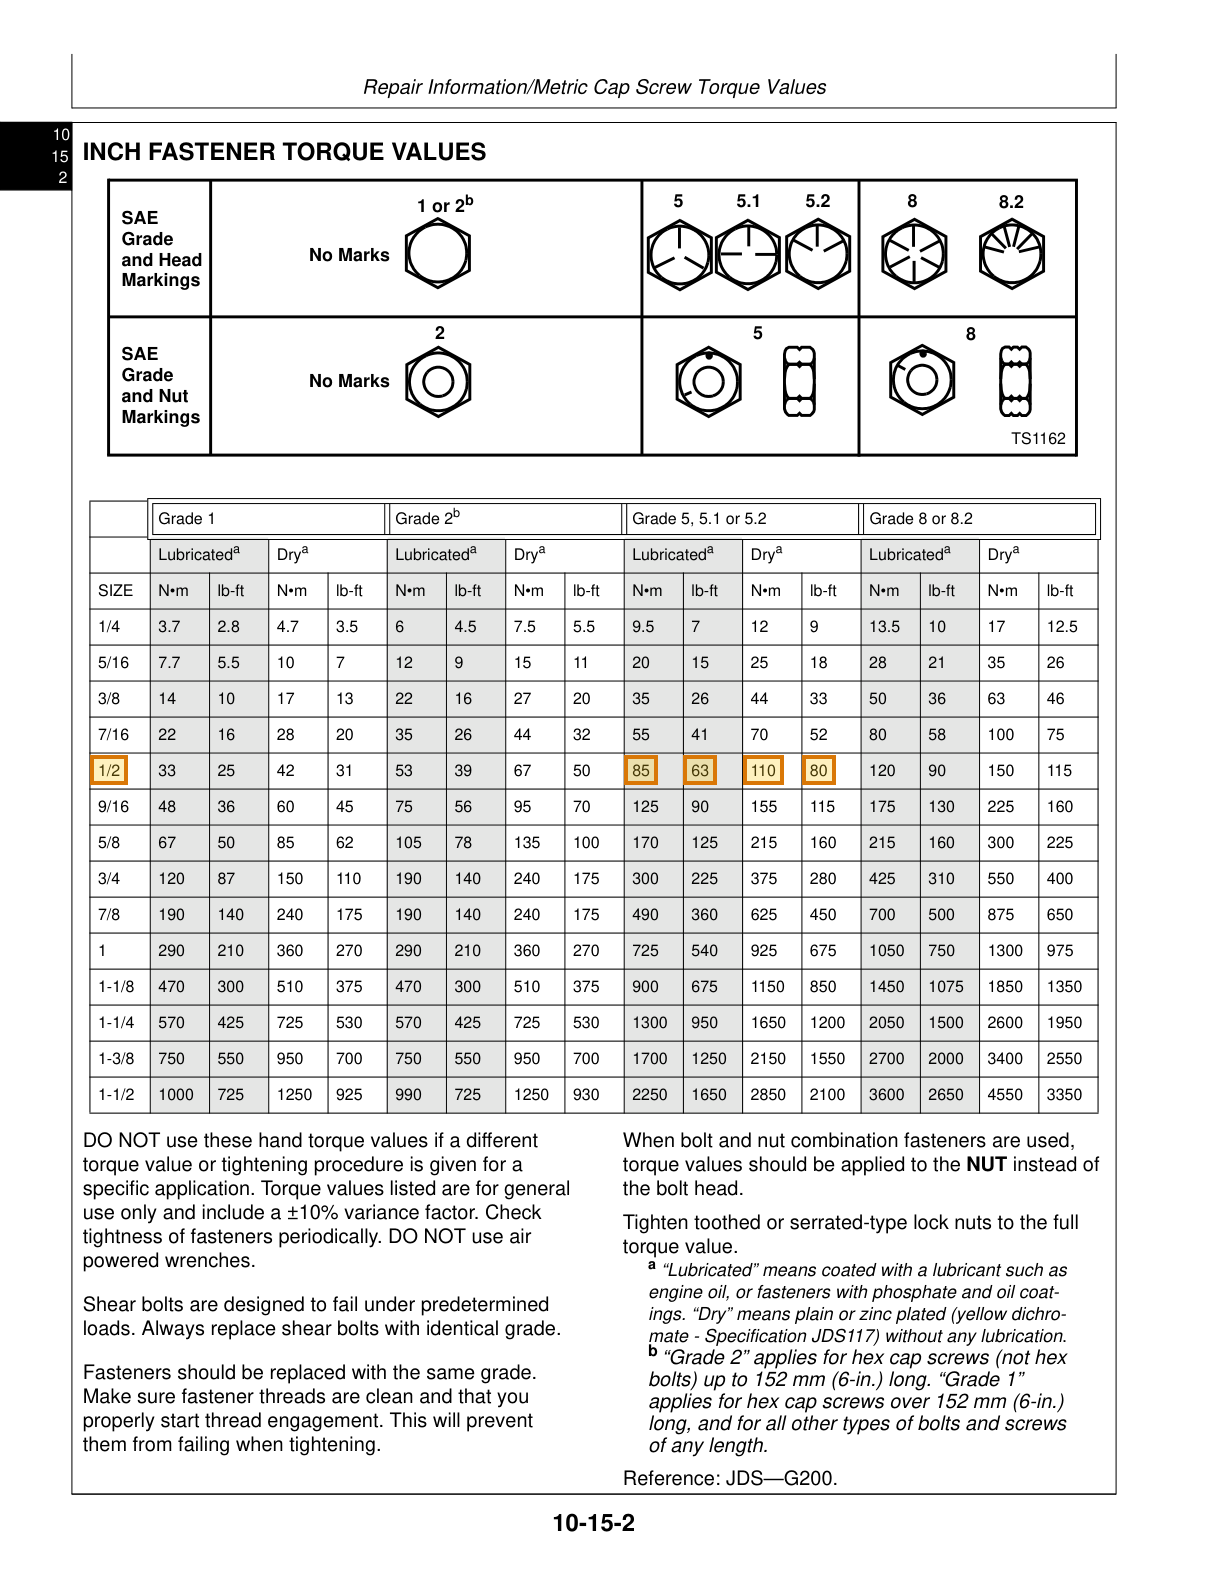 Repair Information/Metric Cap Screw Torque Values
10
15
2
INCH FASTENER TORQUE VALUES
SAE
Grade
and Head
Markings
No Marks
1 or 2b
5 5.1 5.2
8 8.2
SAE
Grade
and Nut
Markings
No Marks
2
5
8
TS1162
Grade 1 Grade 2b Grade 5, 5.1 or 5.2 Grade 8 or 8.2
Lubricateda Drya Lubricateda Drya Lubricateda Drya Lubricateda Drya
SIZE N•m lb-ft N•m lb-ft N•m lb-ft N•m lb-ft N•m lb-ft N•m lb-ft N•m lb-ft N•m lb-ft
1/4 3.7 2.8 4.7 3.5 6 4.5 7.5 5.5 9.5 7 12 9 13.5 10 17 12.5
5/16 7.7 5.5 10 7 12 9 15 11 20 15 25 18 28 21 35 26
3/8 14 10 17 13 22 16 27 20 35 26 44 33 50 36 63 46
7/16 22 16 28 20 35 26 44 32 55 41 70 52 80 58 100 75
1/2 33 25 42 31 53 39 67 50 85 63 110 80 120 90 150 115
9/16 48 36 60 45 75 56 95 70 125 90 155 115 175 130 225 160
5/8 67 50 85 62 105 78 135 100 170 125 215 160 215 160 300 225
3/4 120 87 150 110 190 140 240 175 300 225 375 280 425 310 550 400
7/8 190 140 240 175 190 140 240 175 490 360 625 450 700 500 875 650
1 290 210 360 270 290 210 360 270 725 540 925 675 1050 750 1300 975
1-1/8 470 300 510 375 470 300 510 375 900 675 1150 850 1450 1075 1850 1350
1-1/4 570 425 725 530 570 425 725 530 1300 950 1650 1200 2050 1500 2600 1950
1-3/8 750 550 950 700 750 550 950 700 1700 1250 2150 1550 2700 2000 3400 2550
1-1/2 1000 725 1250 925 990 725 1250 930 2250 1650 2850 2100 3600 2650 4550 3350
DO NOT use these hand torque values if a different
torque value or tightening procedure is given for a
specific application. Torque values listed are for general
use only and include a ±10% variance factor. Check
tightness of fasteners periodically. DO NOT use air
powered wrenches.
Shear bolts are designed to fail under predetermined
loads. Always replace shear bolts with identical grade.
Fasteners should be replaced with the same grade.
Make sure fastener threads are clean and that you
properly start thread engagement. This will prevent
them from failing when tightening.
When bolt and nut combination fasteners are used,
torque values should be applied to the NUT instead of
the bolt head.
Tighten toothed or serrated-type lock nuts to the full
torque value.
a “Lubricated” means coated with a lubricant such as
engine oil, or fasteners with phosphate and oil coat-
ings. “Dry” means plain or zinc plated (yellow dichro-
mate - Specification JDS117) without any lubrication.
b “Grade 2” applies for hex cap screws (not hex
bolts) up to 152 mm (6-in.) long. “Grade 1”
applies for hex cap screws over 152 mm (6-in.)
long, and for all other types of bolts and screws
of any length.
Reference: JDS—G200.
10-15-2